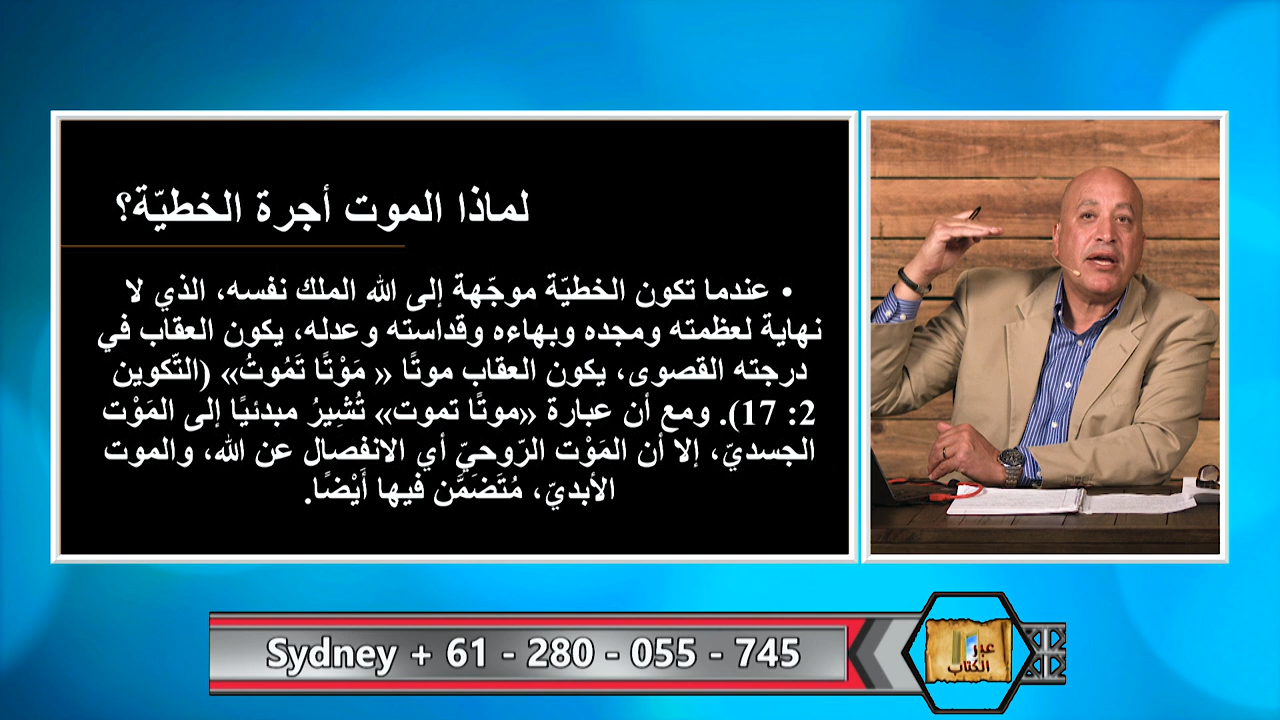 لماذا الموت أجرة الخطيّة؟
• عندما تكون الخطيّة موجّهة إلى الله الملك نفسه، الذي لا
نهاية لعظمته ومجده وبهاءه وقداسته وعدله، يكون العقاب في
درجته القصوى، يكون العقاب موتًا « مَوْتًا تَمُوتُ» (التّكوين
2: 17). ومع أن عبارة «موتًا تموت» تُشِيرُ مبدئيًا إلى المَوْت
الجسديّ، إلا أن المَوْت الرّوحيّ أي الانفصال عن الله، والموت
الأبديّ، مُتَضَمَّن فيها أَيْضًا.
Sydney + 61 - 280 - 055 - 745
عبر
الكتاب